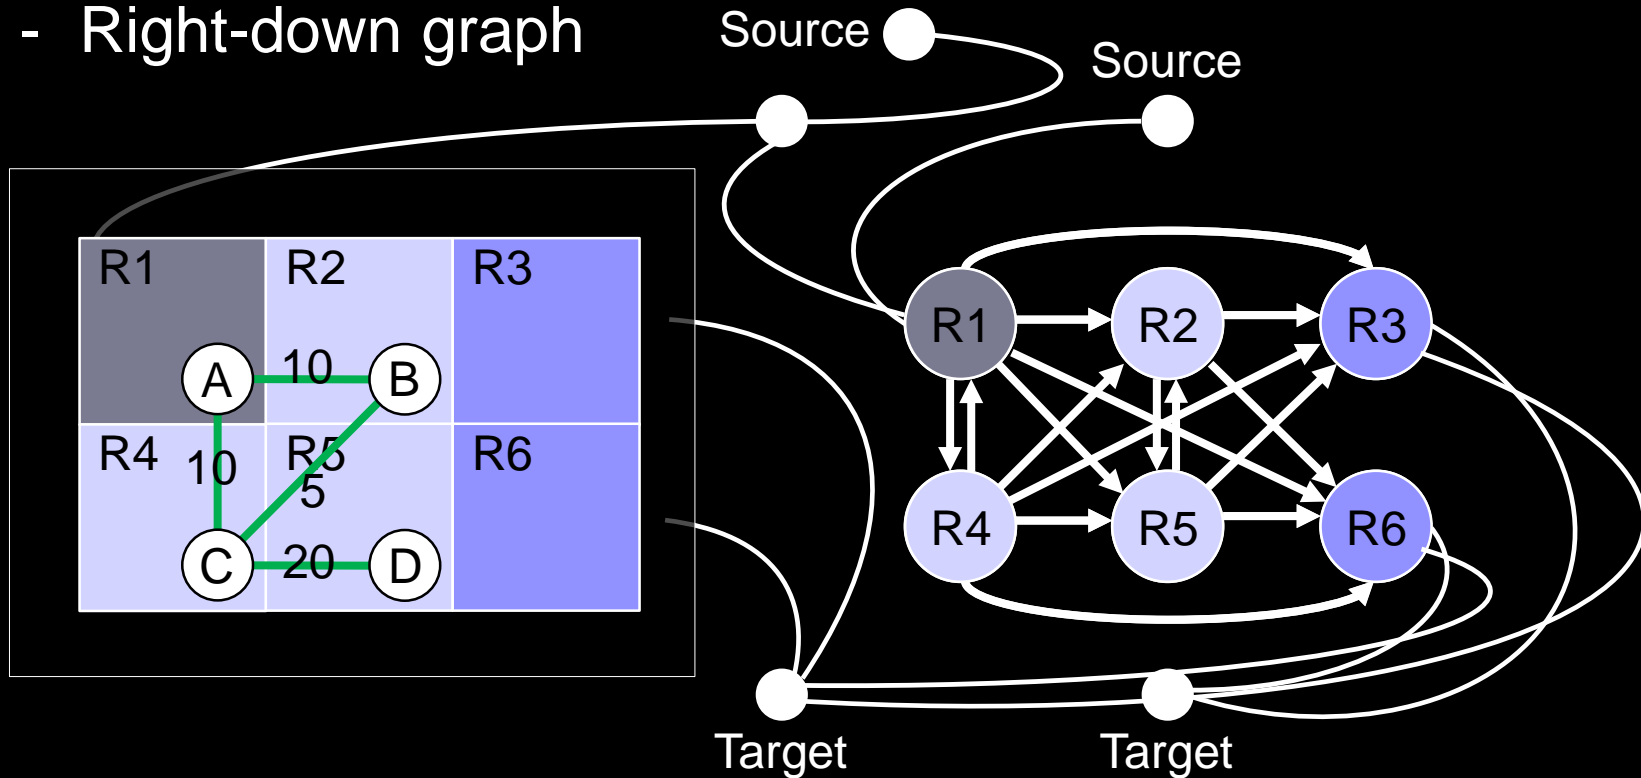 - Right-down graph
Source
Source
R1
R2
R3
A
10
B
R4
10
R5
5
R6
C
20
D
R1
R2
R3
R4
R5
R6
Target
Target